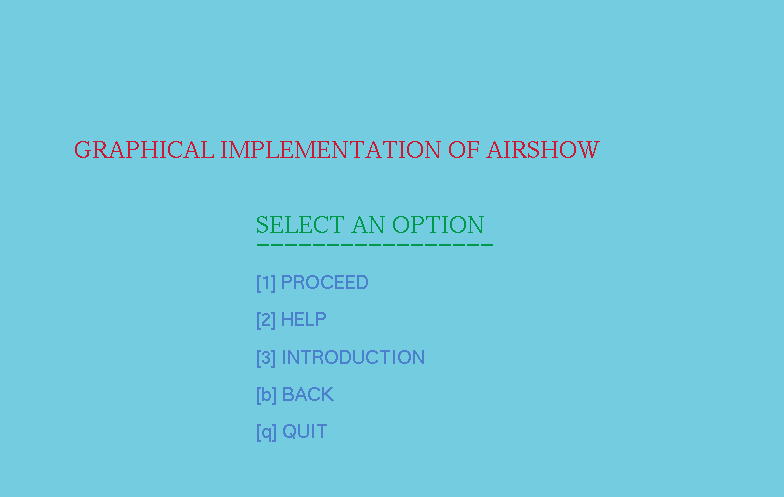 GRAPHICAL IMPLEMENTATION OF AIRSHOW
SELECT AN OPTION
-----------------
[1] PROCEED
[2] HELP
[3] INTRODUCTION
[b] BACK
[q] QUIT